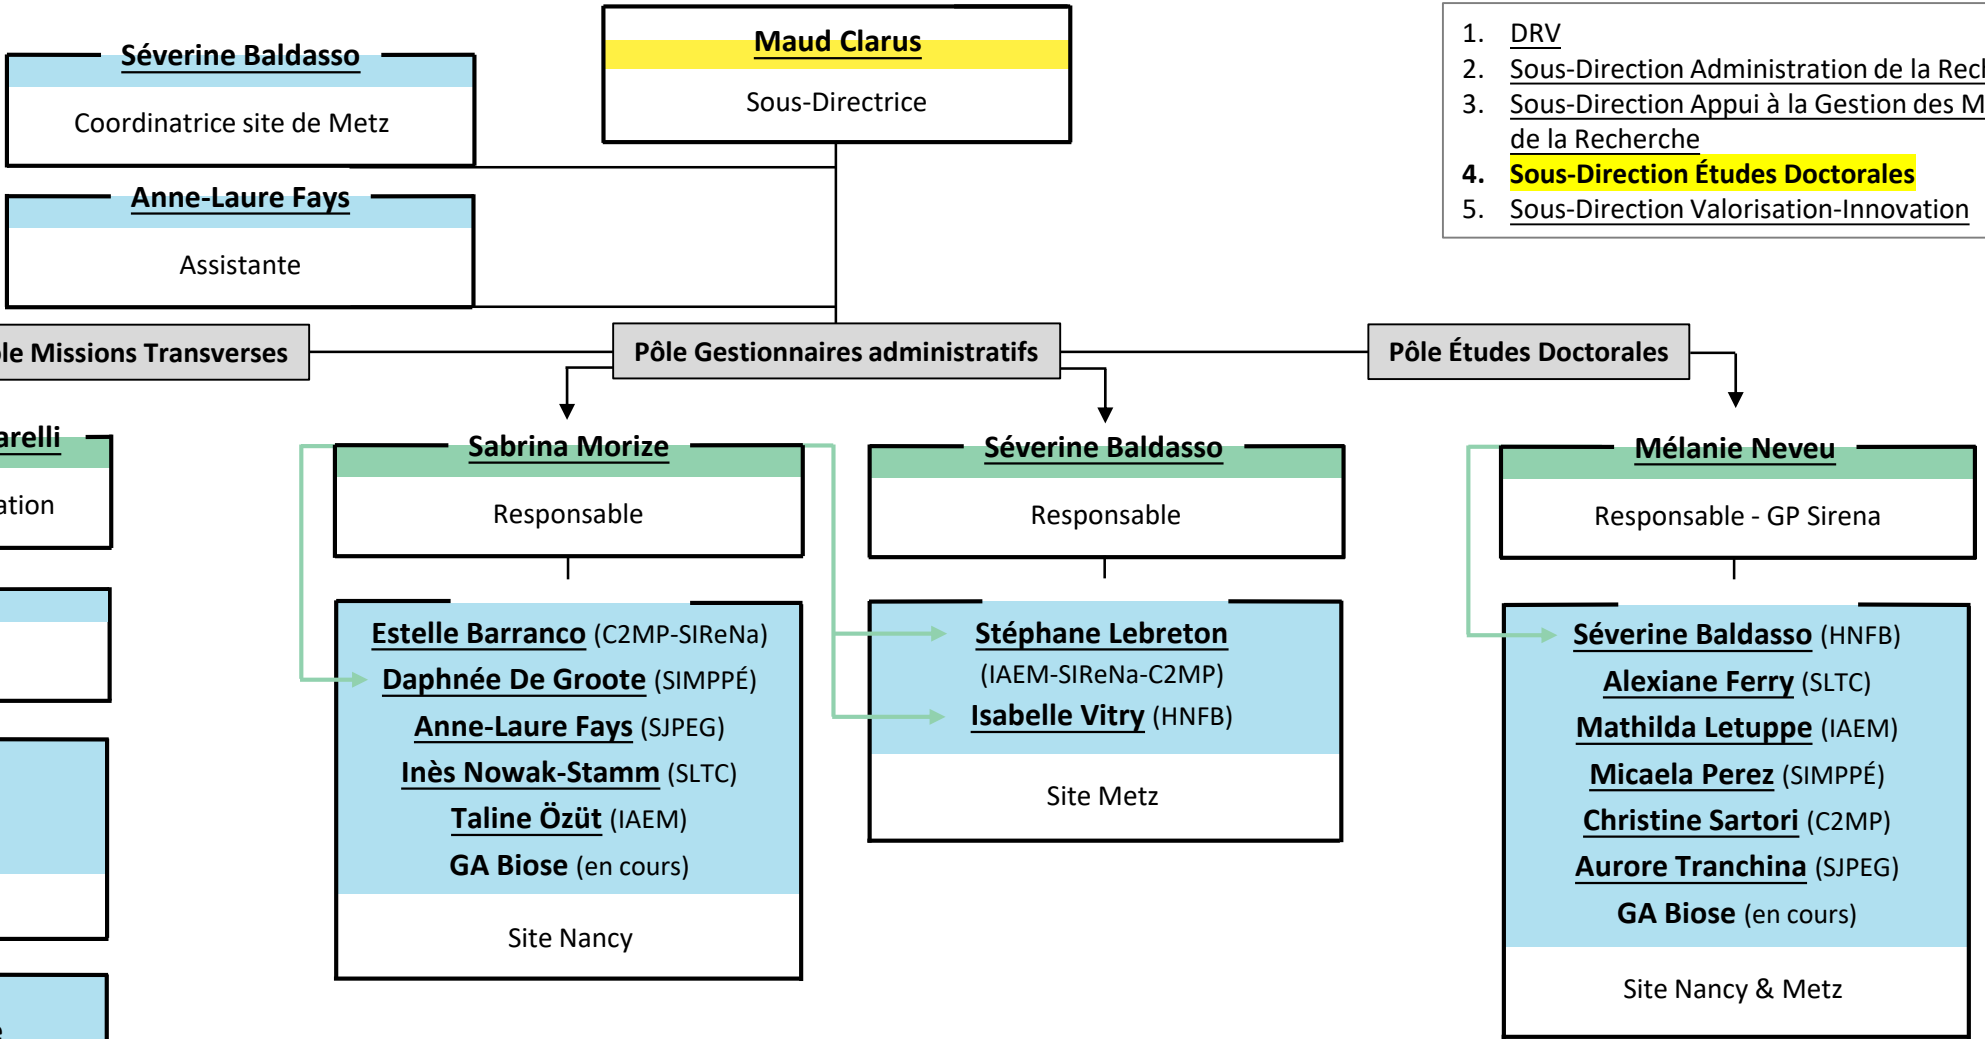 Séverine Baldasso
Coordinatrice site de Metz
Anne-Laure Fays
Assistante
Maud Clarus
Sous-Directrice
1. DRV
2. Sous-Direction Administration de la
3. Sous-Direction Appui à la Gestion des
de la Recherche
4. Sous-Direction Études Doctorales
5. Sous-Direction Valorisation-Innovation
Missions Transverses
Pôle Gestionnaires administratifs
Pôle Études Doctorales
Sabrina Morize
Responsable
Estelle Barranco (C2MP-SIReNa)
Daphnée De Groote (SIMPPÉ)
Anne-Laure Fays (SJPEG)
Inès Nowak-Stamm (SLTC)
Taline Özüt (IAEM)
GA Biose (en cours)
Site Nancy
Séverine Baldasso
Responsable
Stéphane Lebreton
(IAEM-SIReNa-C2MP)
Isabelle Vitry (HNFB)
Site Metz
Mélanie Neveu
Responsable - GP Sirena
Séverine Baldasso (HNFB)
Alexiane Ferry (SLTC)
Mathilda Letuppe (IAEM)
Micaela Perez (SIMPPÉ)
Christine Sartori (C2MP)
Aurore Tranchina (SJPEG)
GA Biose (en cours)
Site Nancy & Metz